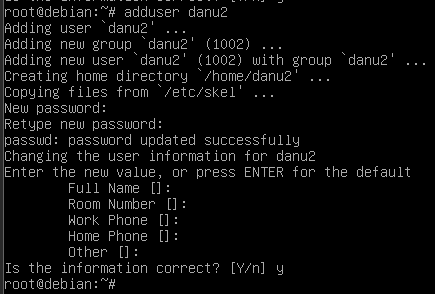 root@debian:~# adduser danu2
Adding user `danu2' ...
Adding new group `danu2' (1002) ...
Adding new user `danu2' (1002) with group `danu2' ...
Creating home directory `/home/danu2' ...
Copying files from `/etc/skel' ...
New password:
Retype new password:
passwd: password updated successfully
Changing the user information for danu2
Enter the new value, or press ENTER for the default
Full Name []:
Room Number []:
Work Phone []:
Home Phone []:
Other []:
Is the information correct? [Y/n] y
root@debian:~#